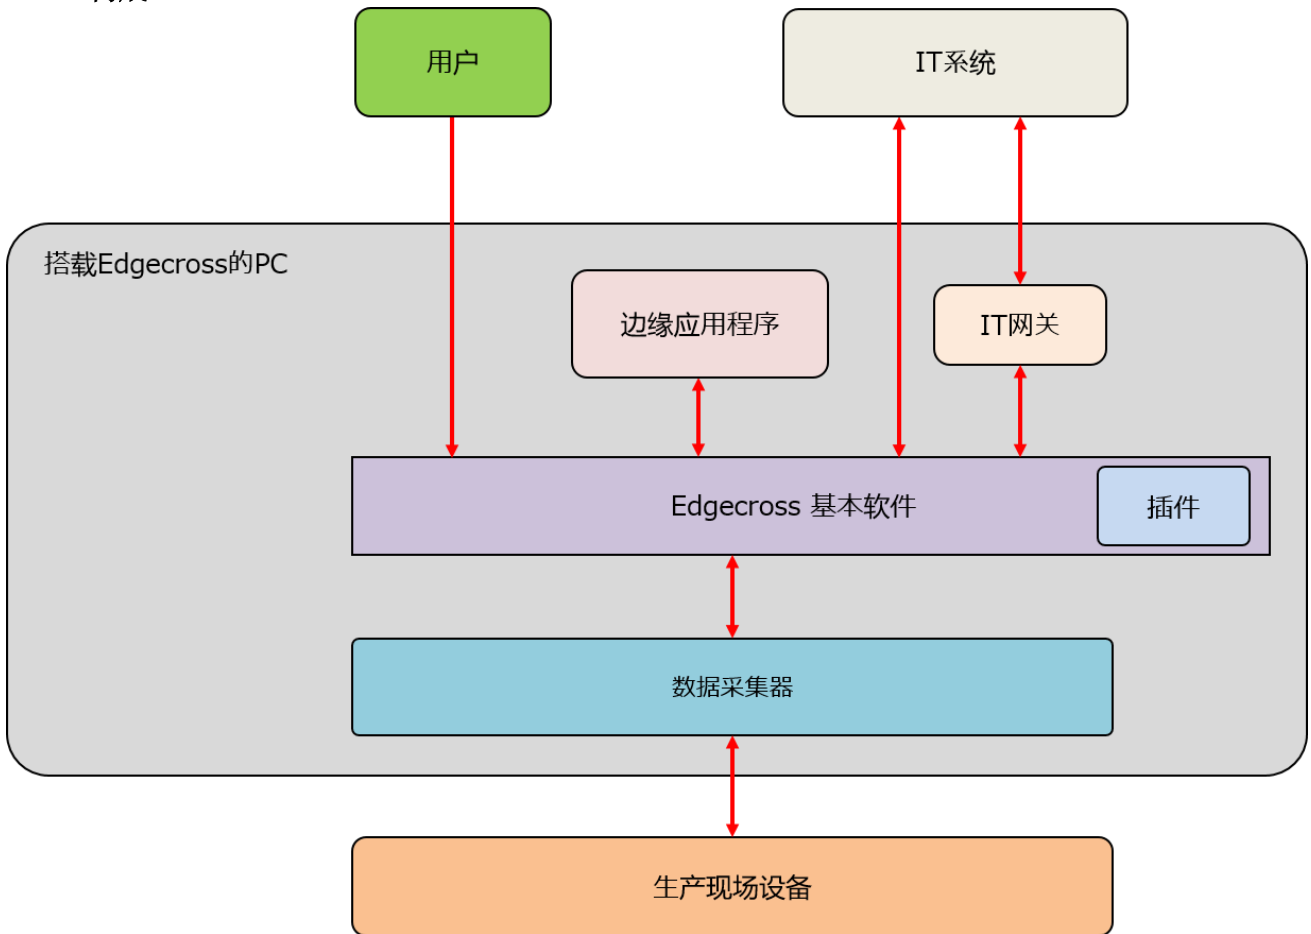 用户
IT系统
搭载Edgecross的PC
边缘应用程序
IT网关
Edgecross 基本软件
插件
数据采集器
生产现场设备